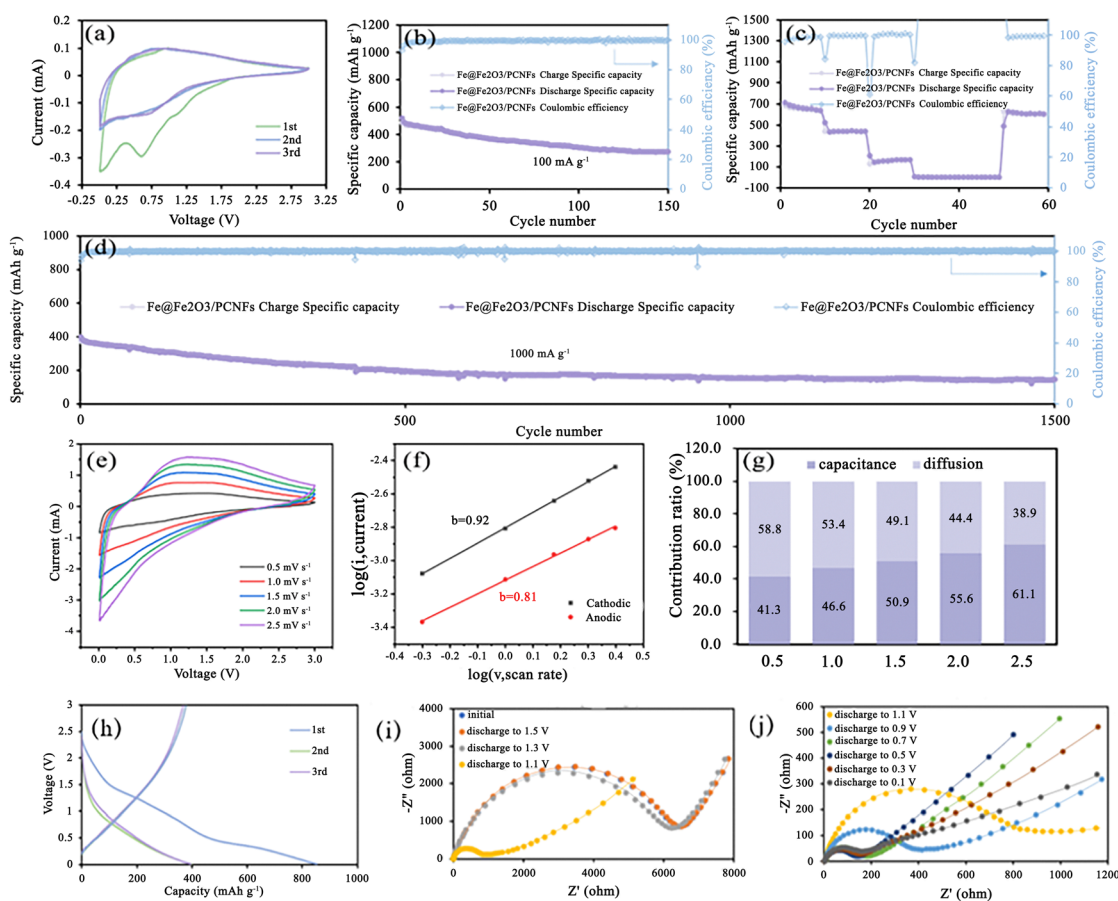 (a)
Current (mA)
0.2
0.1
0
-0.1
-0.2
-0.3
-0.4
1st
2nd
3rd
-0.25 0.25 0.75 1.25 1.75 2.25 2.75 3.25
Voltage (V)
(b)
Specific capacity (mAh g-1)
1200
1000
800
600
400
200
0
Fe@Fe2O3/PCNFs Charge Specific capacity
Fe@Fe2O3/PCNFs Discharge Specific capacity
Fe@Fe2O3/PCNFs Coulombic efficiency
100 mA g-1
0 50 100 150
Cycle number
100
80
60
40
20
0
Coulombic efficiency (%)
(c)
Specific capacity (mAh g-1)
1500
1300
1100
900
700
500
300
100
-100
Fe@Fe2O3/PCNFs Charge Specific capacity
Fe@Fe2O3/PCNFs Discharge Specific capacity
Fe@Fe2O3/PCNFs Coulombic efficiency
0 20 40 60
Cycle number
100
80
60
40
20
0
Coulombic efficiency (%)
(d)
Specific capacity (mAh g-1)
1000
800
600
400
200
0
Fe@Fe2O3/PCNFs Charge Specific capacity Fe@Fe2O3/PCNFs Discharge Specific capacity Fe@Fe2O3/PCNFs Coulombic efficiency
1000 mA g-1
0 500 1000 1500
Cycle number
100
80
60
40
20
0
Coulombic efficiency (%)
(e)
Current (mA)
2
1
0
-1
-2
-3
-4
0.5 mV s-1
1.0 mV s-1
1.5 mV s-1
2.0 mV s-1
2.5 mV s-1
0.0 0.5 1.0 1.5 2.0 2.5 3.0
Voltage (V)
(f)
log(i,current)
-2.4
-2.6
-2.8
-3.0
-3.2
-3.4
b=0.92
b=0.81
Cathodic
Anodic
-0.4 -0.3 -0.2 -0.1 0.0 0.1 0.2 0.3 0.4 0.5
log(v,scan rate)
(g)
Contribution ratio (%)
120.0
100.0
80.0
60.0
40.0
20.0
0.0
capacitance diffusion
58.8 53.4 49.1 44.4 38.9
41.3 46.6 50.9 55.6 61.1
0.5 1.0 1.5 2.0 2.5
(h)
Voltage (V)
3
2.5
2
1.5
1
0.5
0
1st
2nd
3rd
0 200 400 600 800 1000
Capacity (mAh g-1)
(i)
-Z'' (ohm)
4000
3000
2000
1000
0
initial
discharge to 1.5 V
discharge to 1.3 V
discharge to 1.1 V
0 2000 4000 6000 8000
Z' (ohm)
(j)
-Z'' (ohm)
600
500
400
300
200
100
0
discharge to 1.1 V
discharge to 0.9 V
discharge to 0.7 V
discharge to 0.5 V
discharge to 0.3 V
discharge to 0.1 V
0 200 400 600 800 1000 1200
Z' (ohm)